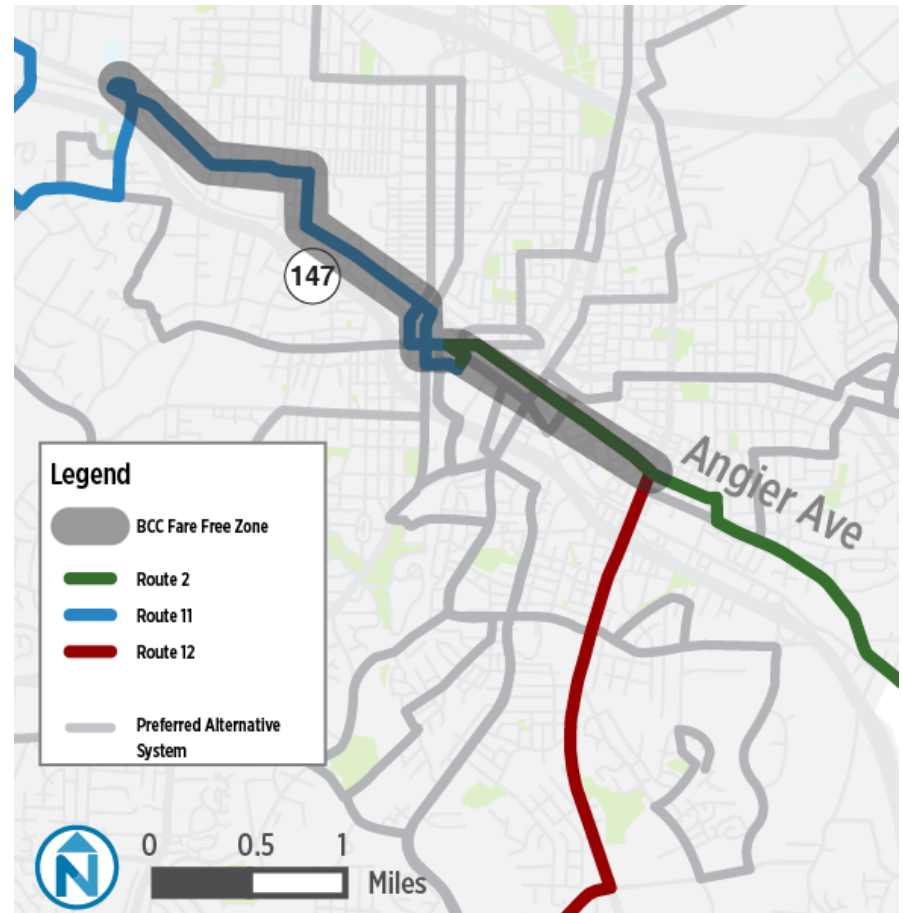 147
Angier Ave
Legend
BCC Fare Free Zone
Route 2
Route 11
Route 12
Preferred Alternative
System
N
0 0.5 1
Miles